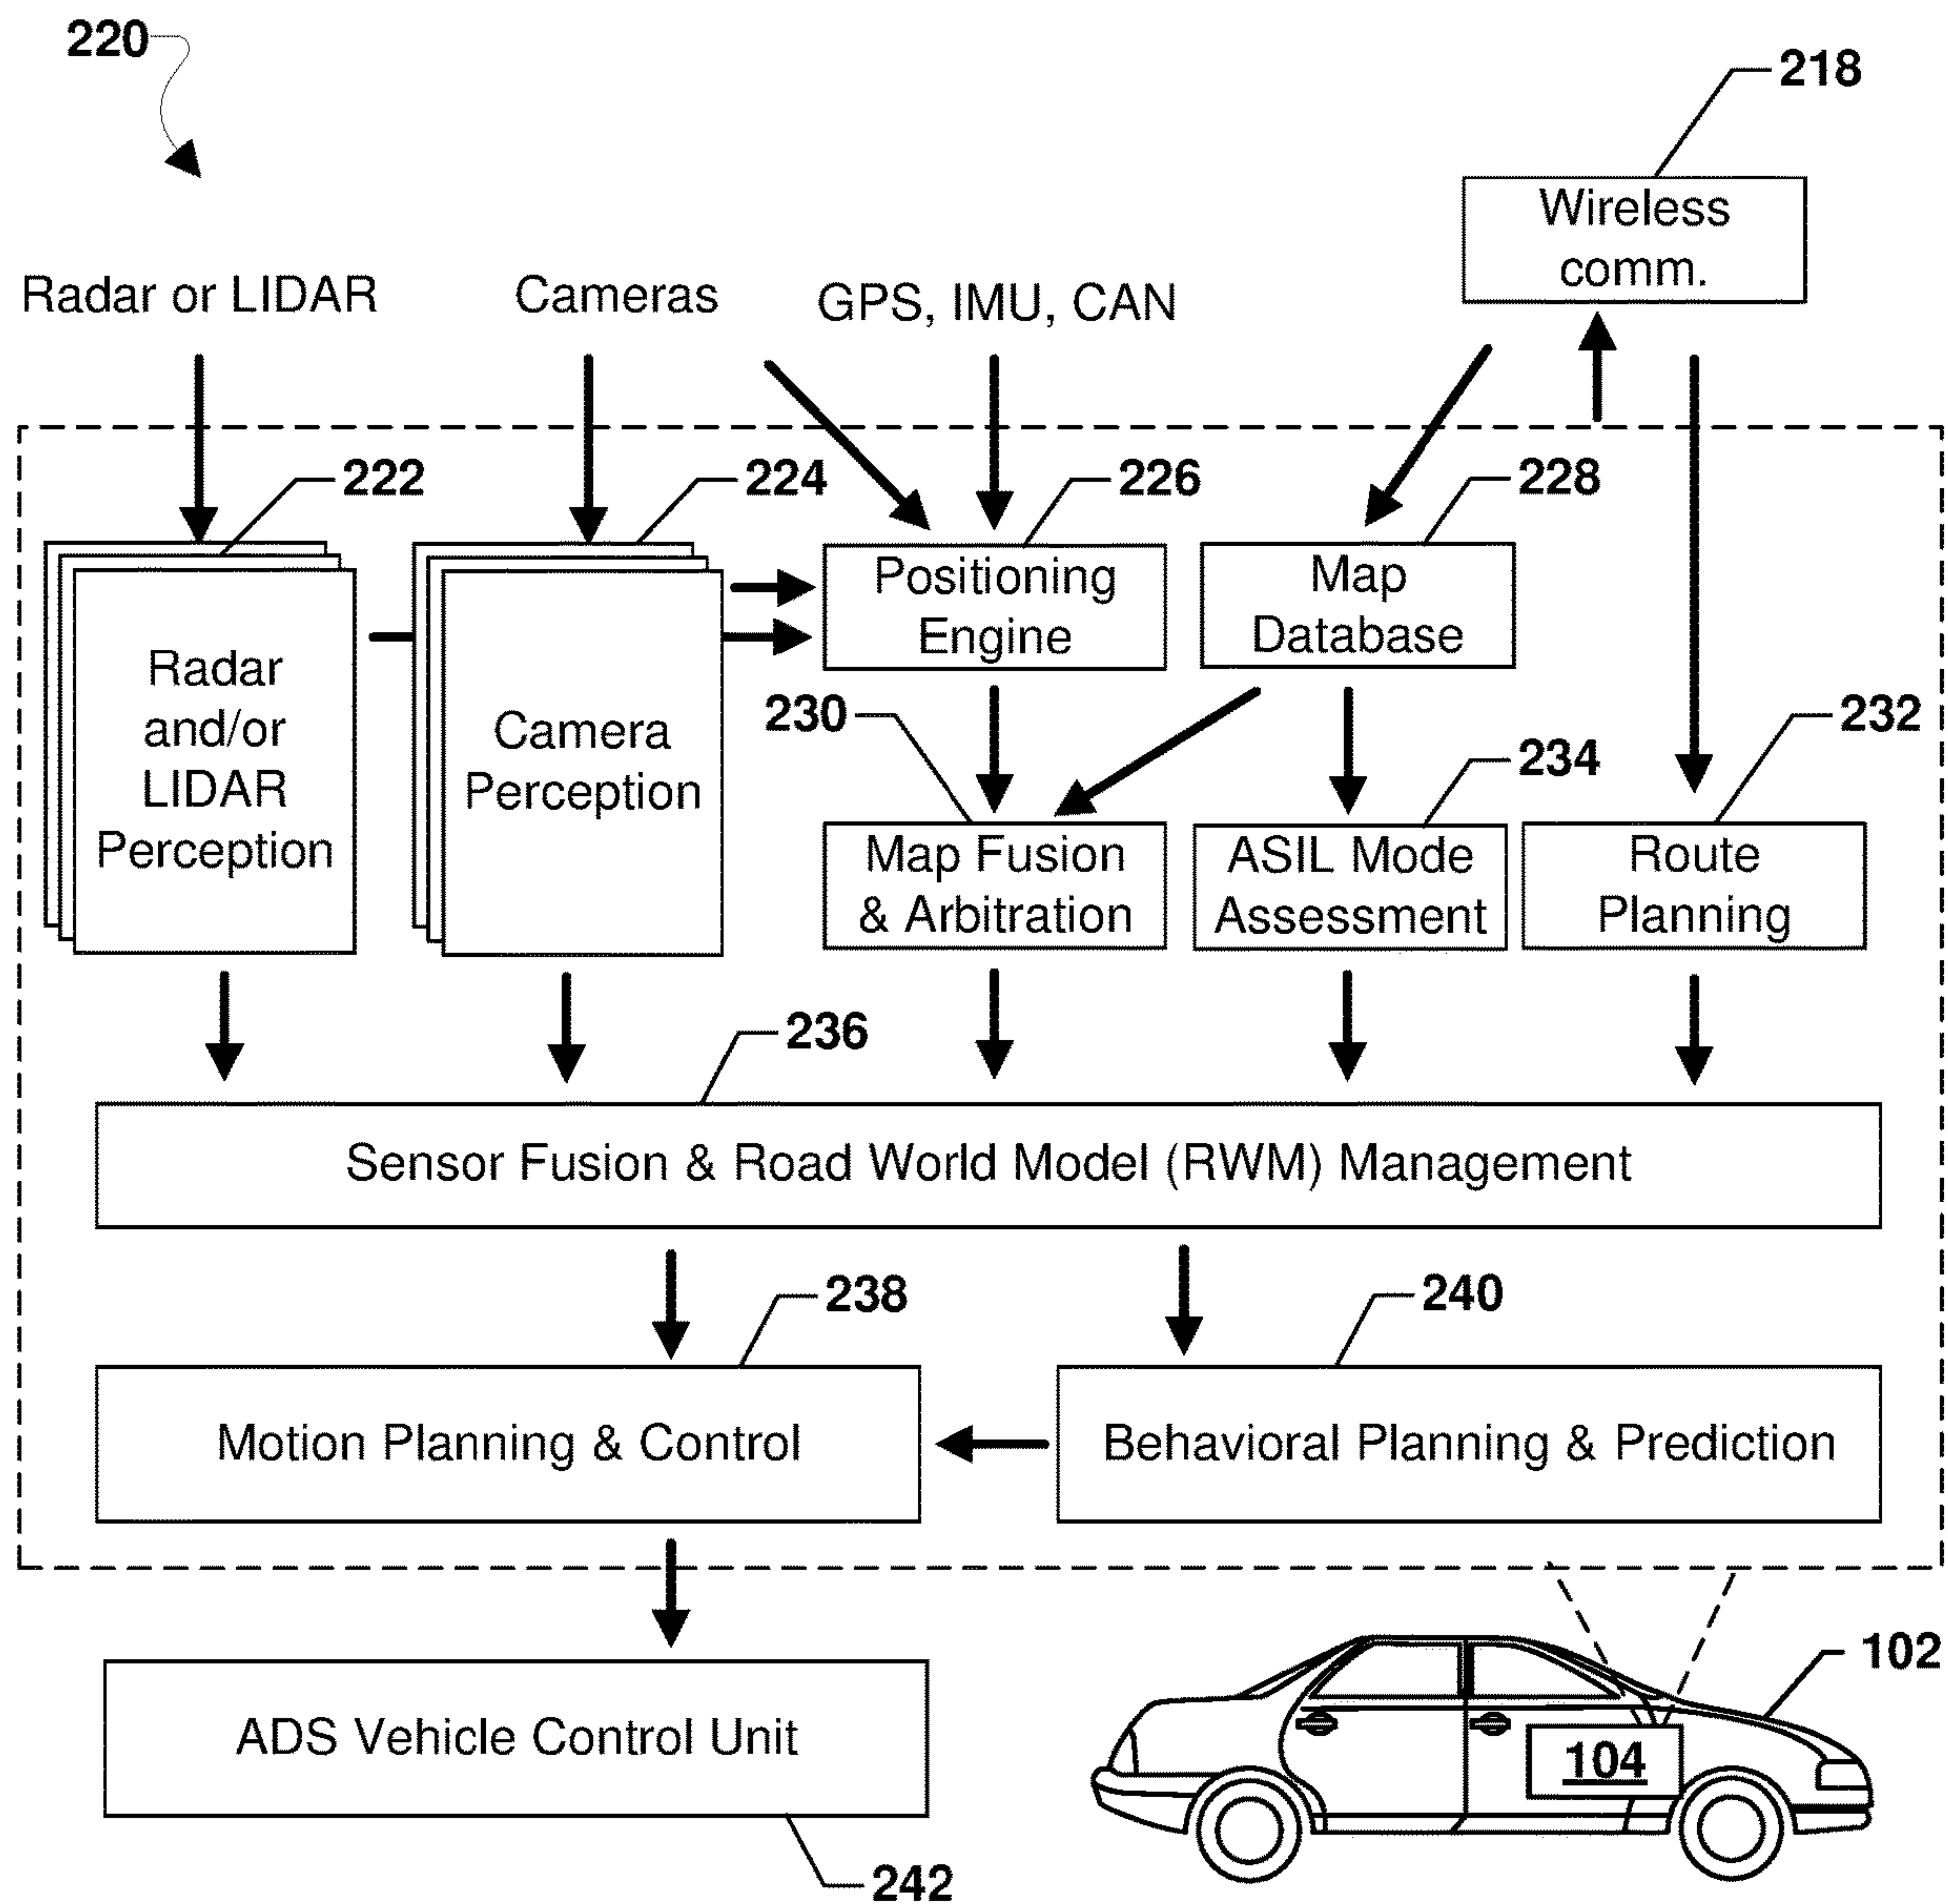 220
218
Wireless
comm.
Radar or LIDAR
Cameras
GPS, IMU, CAN
222
224
226
228
Positioning
Engine
Map
Database
Radar
and/or
LIDAR
Perception
Camera
Perception
230
234
232
Map Fusion
& Arbitration
ASIL Mode
Assessment
Route
Planning
236
Sensor Fusion & Road World Model (RWM) Management
238
240
Motion Planning & Control
Behavioral Planning & Prediction
102
ADS Vehicle Control Unit
104
242